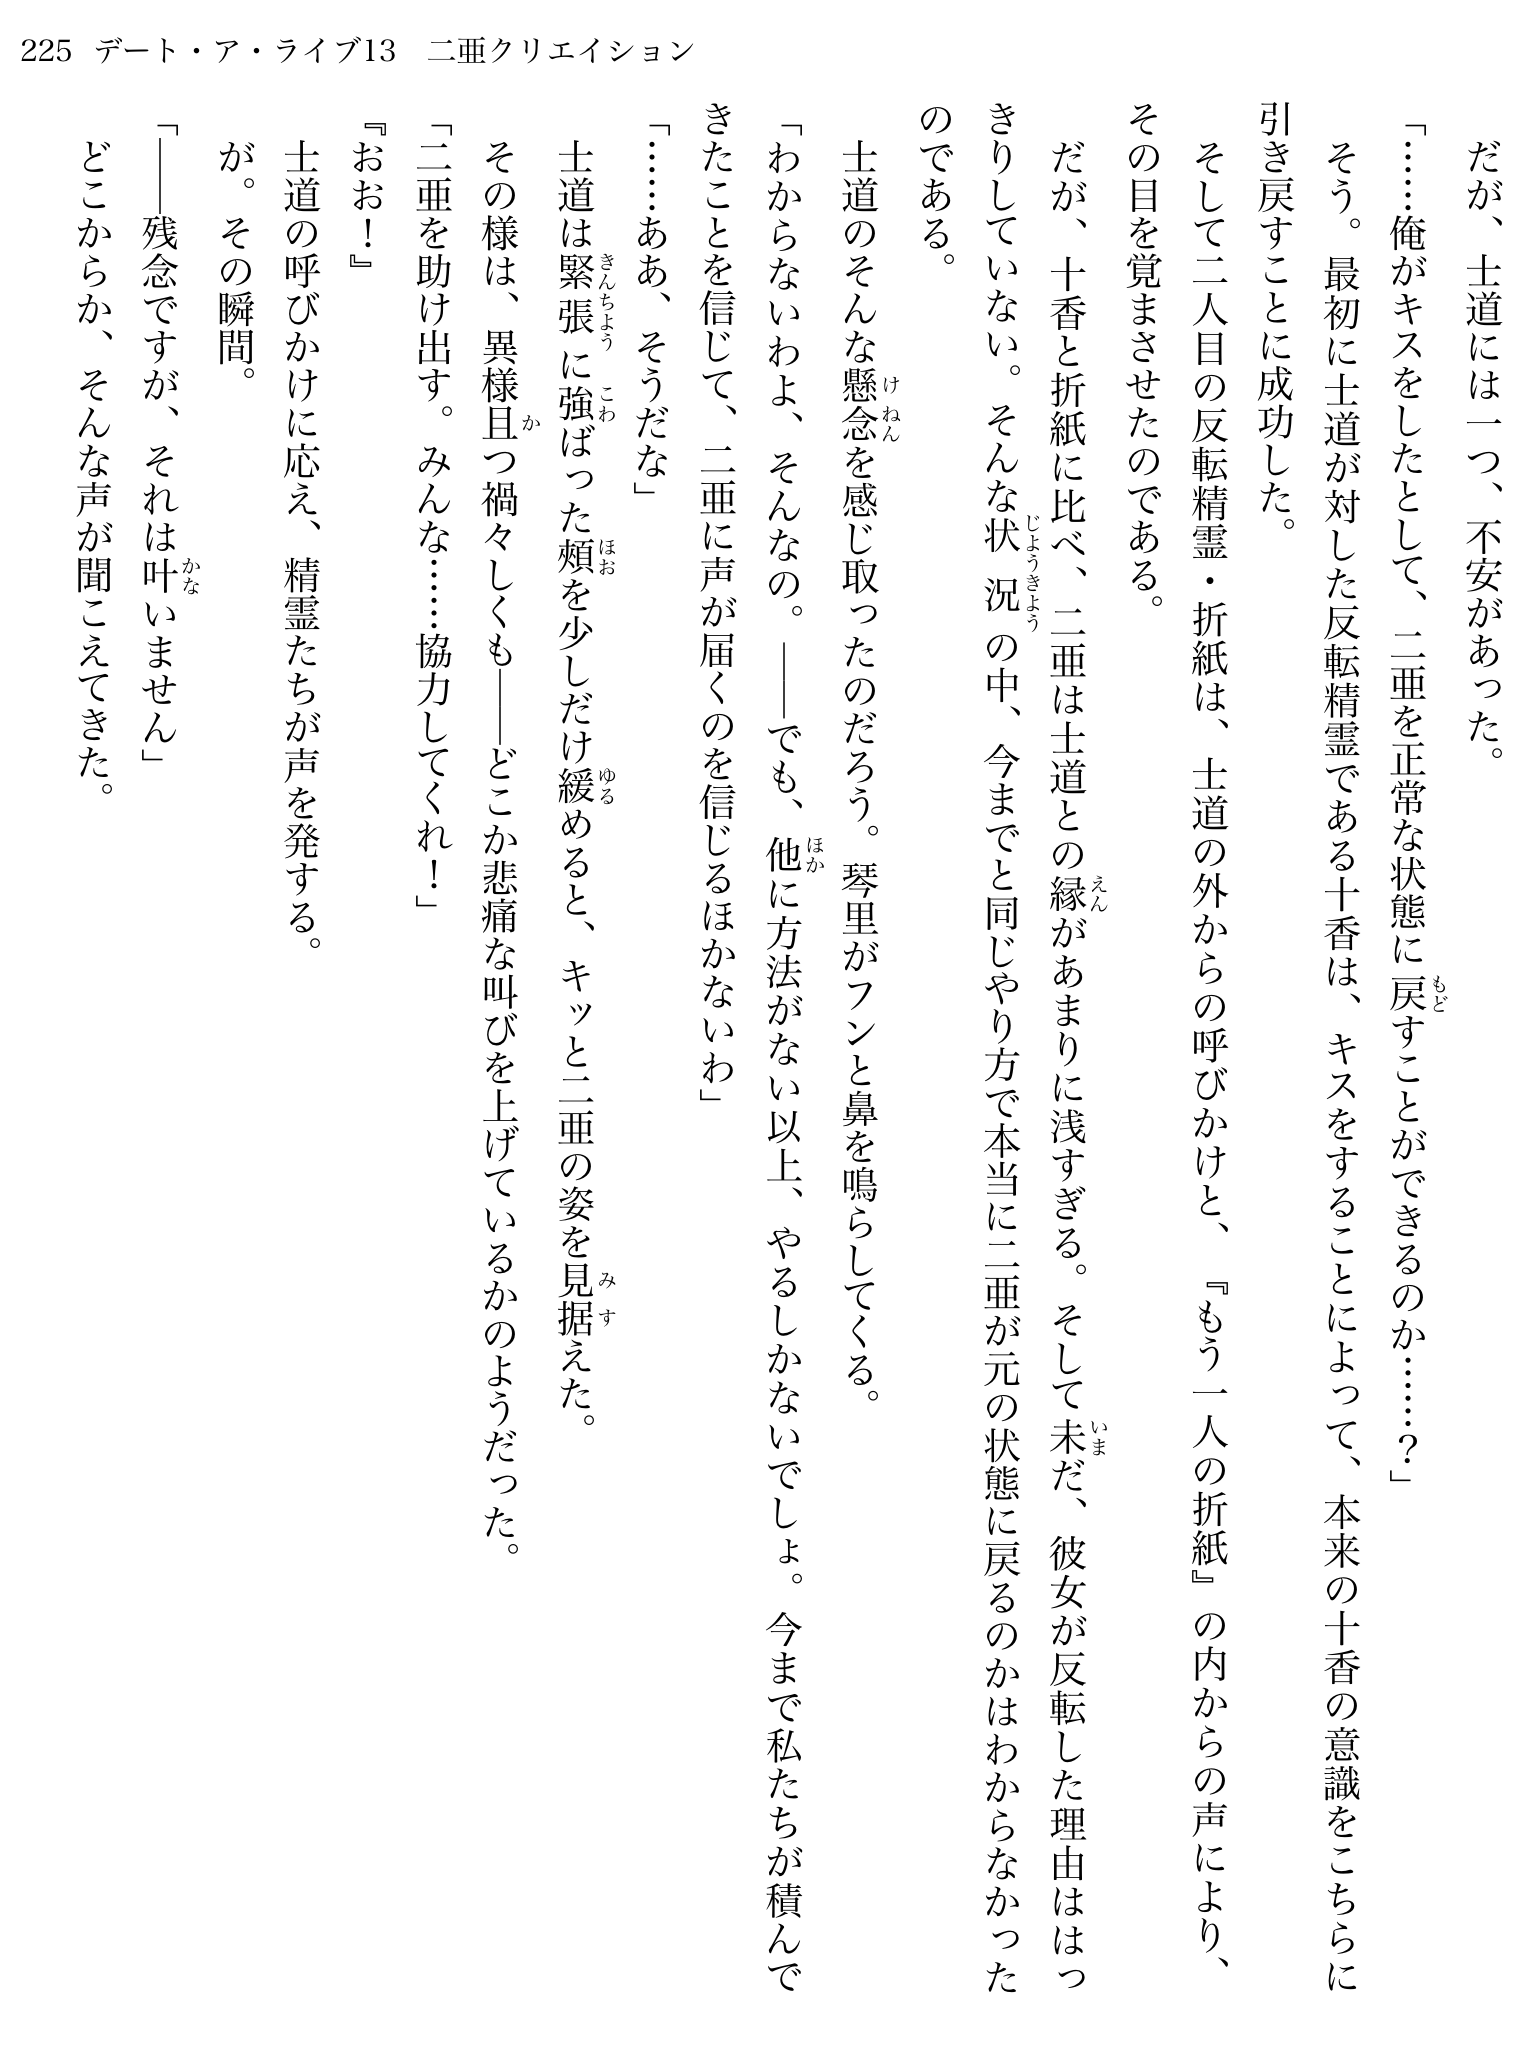 225 デート・ア・ライブ13　二亜クリエイション
　だが、士道には一つ、不安があった。
「……俺がキスをしたとして、二亜を正常な状態に戻すことができるのか……？」
　そう。最初に士道が対した反転精霊である十香は、キスをすることによって、本来の十香の意識をこちらに
引き戻すことに成功した。
　そして二人目の反転精霊・折紙は、士道の外からの呼びかけと、『もう一人の折紙』の内からの声により、
その目を覚まさせたのである。
　だが、十香と折紙に比べ、二亜は士道との縁があまりに浅すぎる。そして未だ、彼女が反転した理由ははっ
きりしていない。そんな状況の中、今までと同じやり方で本当に二亜が元の状態に戻るのかはわからなかった
のである。
　士道のそんな懸念を感じ取ったのだろう。琴里がフンと鼻を鳴らしてくる。
「わからないわよ、そんなの。――でも、他に方法がない以上、やるしかないでしょ。今まで私たちが積んで
きたことを信じて、二亜に声が届くのを信じるほかないわ」
「……ああ、そうだな」
　士道は緊張に強ばった頰を少しだけ緩めると、キッと二亜の姿を見据えた。
　その様は、異様且つ禍々しくも――どこか悲痛な叫びを上げているかのようだった。
「二亜を助け出す。みんな……協力してくれ！」
『おお！』
　士道の呼びかけに応え、精霊たちが声を発する。
　が。その瞬間。
「――残念ですが、それは叶いません」
　どこからか、そんな声が聞こえてきた。